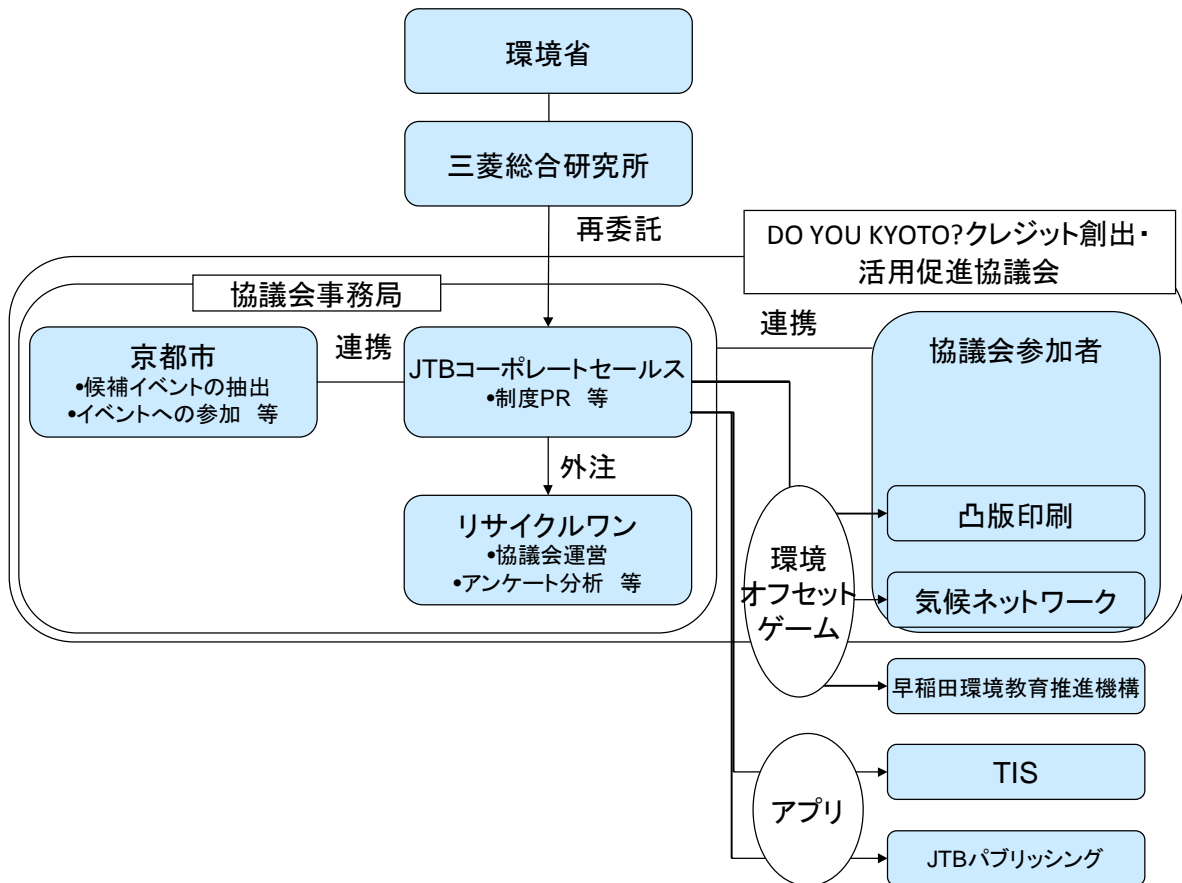 環境省
三菱総合研究所
再委託
DO YOU KYOTO?クレジット創出・
活用促進協議会
協議会事務局
京都市
•候補イベントの抽出
•イベントへの参加 等
連携
JTBコーポレートセールス
•制度PR 等
連携
協議会参加者
外注
リサイクルワン
•協議会運営
•アンケート分析 等
環境
オフセット
ゲーム
凸版印刷
気候ネットワーク
早稲田環境教育推進機構
アプリ
TIS
JTBパブリッシング